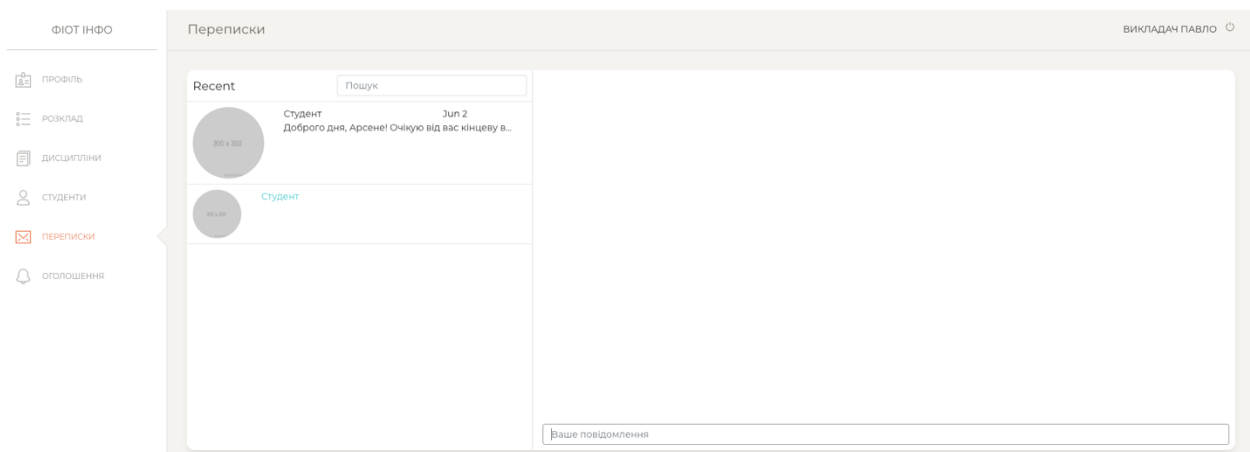 ФІОТ ІНФО
Переписки
ВИКЛАДАЧ ПАВЛО
ПРОФІЛЬ
РОЗКЛАД
ДИСЦИПЛІНИ
СТУДЕНТИ
ПЕРЕПИСКИ
ОГОЛОШЕННЯ
Recent
Пошук
Студент Jun 2
Доброго дня, Арсене! Очікую від вас кінцеву в...
300 x 300
Студент
Ваше повідомлення